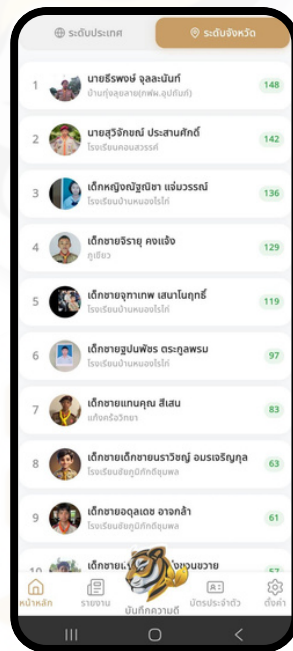 ระดับประเทศ
ระดับจังหวัด
1 นายธีรพงษ์ จุลละนันท์ 148
บ้านทุ่งลุยลาย(กฟผ.อุปถัมภ์)
2 นายสุวิจักขณ์ ประสานศักดิ์ 142
โรงเรียนคอนสวรรค์
3 เด็กหญิงณัฐณิชา แจ่มวรรณ์ 136
โรงเรียนบ้านหนองไรไก่
4 เด็กชายจิรายุ คงแจ้ง 129
ภูเขียว
5 เด็กชายจุฑาเทพ เสนาโนฤทธิ์ 119
โรงเรียนบ้านหนองไรไก่
6 เด็กชายฐปนพัชร ตระกูลพรม 97
โรงเรียนบ้านหนองไรไก่
7 เด็กชายแทนคุณ สีเสน 83
แก้งคร้อวิทยา
8 เด็กชายเด็กชายนราวิชญ์ อมรเจริญกุล 63
โรงเรียนชัยภูมิภักดีชุมพล
9 เด็กชายอดุลเดช อาจกล้า 61
โรงเรียนชัยภูมิภักดีชุมพล
10 57
หน้าหลัก
รายงาน
บันทึกความดี
บัตรประจำตัว
ตั้งค่า